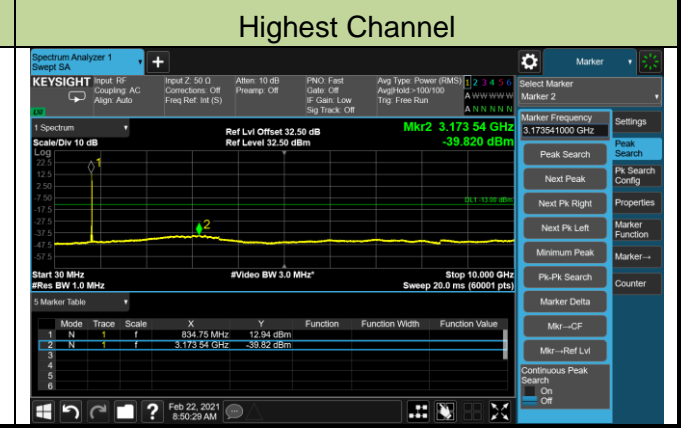 Highest Channel
Spectrum Analyzer 1
Swept SA
+
Marker
KEYSIGHT
Input: RF
Coupling: AC
Align: Auto
Input Z: 50 Ω
Corrections: Off
Freq Ref: Int (S)
Atten: 10 dB
Preamp: Off
PNO: Fast
Gate: Off
IF Gain: Low
Sig Track: Off
Avg Type: Power (RMS)
Avg|Hold:>100/100
Trig: Free Run
1 2 3 4 5 6
A W W W W W
A N N N N N
Select Marker
Marker 2
1 Spectrum
Scale/Div 10 dB
Ref Lvl Offset 32.50 dB
Ref Level 32.50 dBm
Mkr2 3.173 54 GHz
-39.820 dBm
Log
22.5
12.5
2.50
-7.50
-17.5
-27.5
-37.5
-47.5
-57.5
1
2
DL1 -13.00 dBm
Start 30 MHz
#Res BW 1.0 MHz
#Video BW 3.0 MHz*
Stop 10.000 GHz
Sweep 20.0 ms (60001 pts)
5 Marker Table
Mode Trace Scale X Y Function Function Width Function Value
1 N 1 f 834.75 MHz 12.94 dBm
2 N 1 f 3.173 54 GHz -39.82 dBm
3
4
5
6
Marker Frequency
3.173541000 GHz
Peak Search
Next Peak
Next Pk Right
Next Pk Left
Minimum Peak
Pk-Pk Search
Marker Delta
Mkr→CF
Mkr→Ref Lvl
Continuous Peak
Search
On
Off
Settings
Peak
Search
Pk Search
Config
Properties
Marker
Function
Marker→
Counter
?
Feb 22, 2021
8:50:29 AM